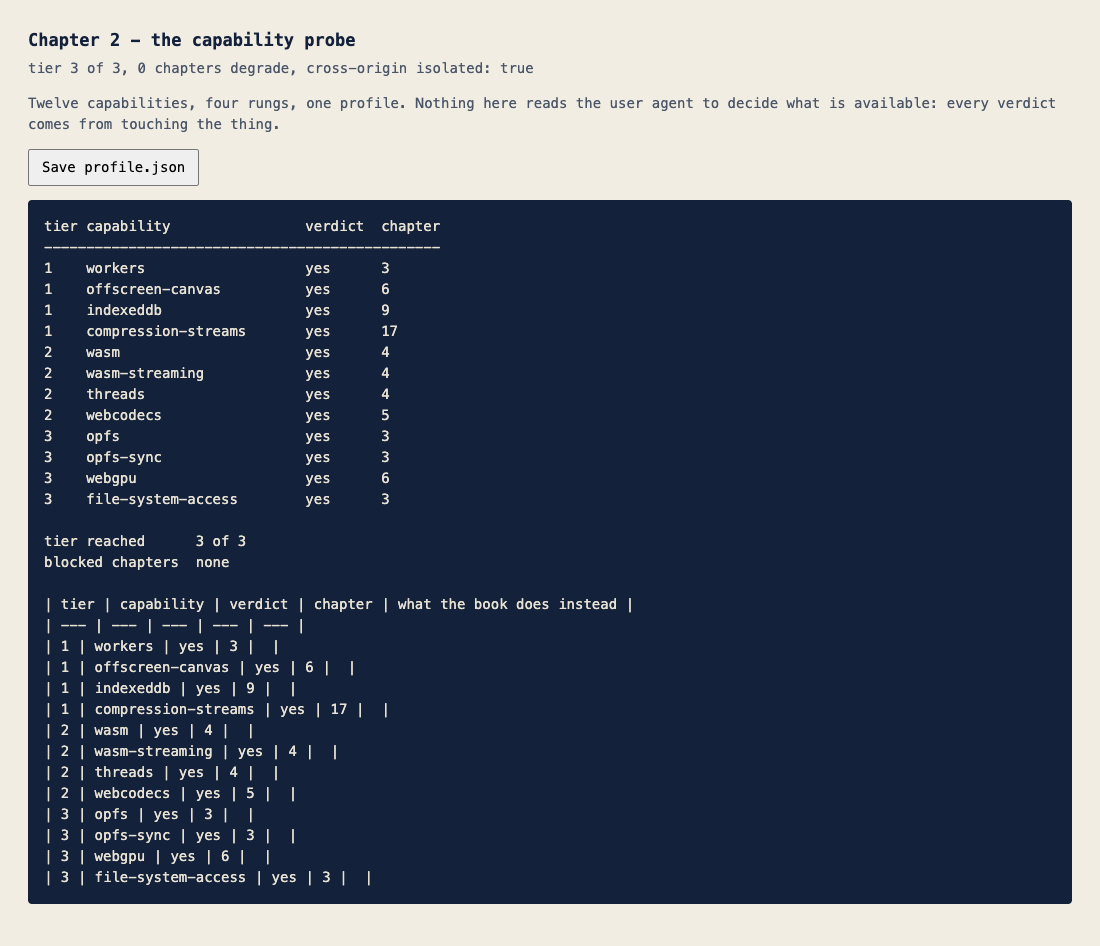 Chapter 2 – the capability probe
tier 3 of 3, 0 chapters degrade, cross-origin isolated: true
Twelve capabilities, four rungs, one profile. Nothing here reads the user agent to decide what is available: every verdict
comes from touching the thing.
Save profile.json
tier capability                verdict  chapter
───────────────────────────────────────────────
1    workers                   yes      3
1    offscreen-canvas          yes      6
1    indexeddb                 yes      9
1    compression-streams       yes      17
2    wasm                      yes      4
2    wasm-streaming            yes      4
2    threads                   yes      4
2    webcodecs                 yes      5
3    opfs                      yes      3
3    opfs-sync                 yes      3
3    webgpu                    yes      6
3    file-system-access        yes      3
tier reached      3 of 3
blocked chapters  none
| tier | capability | verdict | chapter | what the book does instead |
| --- | --- | --- | --- | --- |
| 1 | workers | yes | 3 |  |
| 1 | offscreen-canvas | yes | 6 |  |
| 1 | indexeddb | yes | 9 |  |
| 1 | compression-streams | yes | 17 |  |
| 2 | wasm | yes | 4 |  |
| 2 | wasm-streaming | yes | 4 |  |
| 2 | threads | yes | 4 |  |
| 2 | webcodecs | yes | 5 |  |
| 3 | opfs | yes | 3 |  |
| 3 | opfs-sync | yes | 3 |  |
| 3 | webgpu | yes | 6 |  |
| 3 | file-system-access | yes | 3 |  |